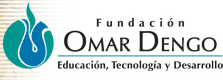 Fundación
OMAR DENGO
Educación, Tecnología y Desarrollo